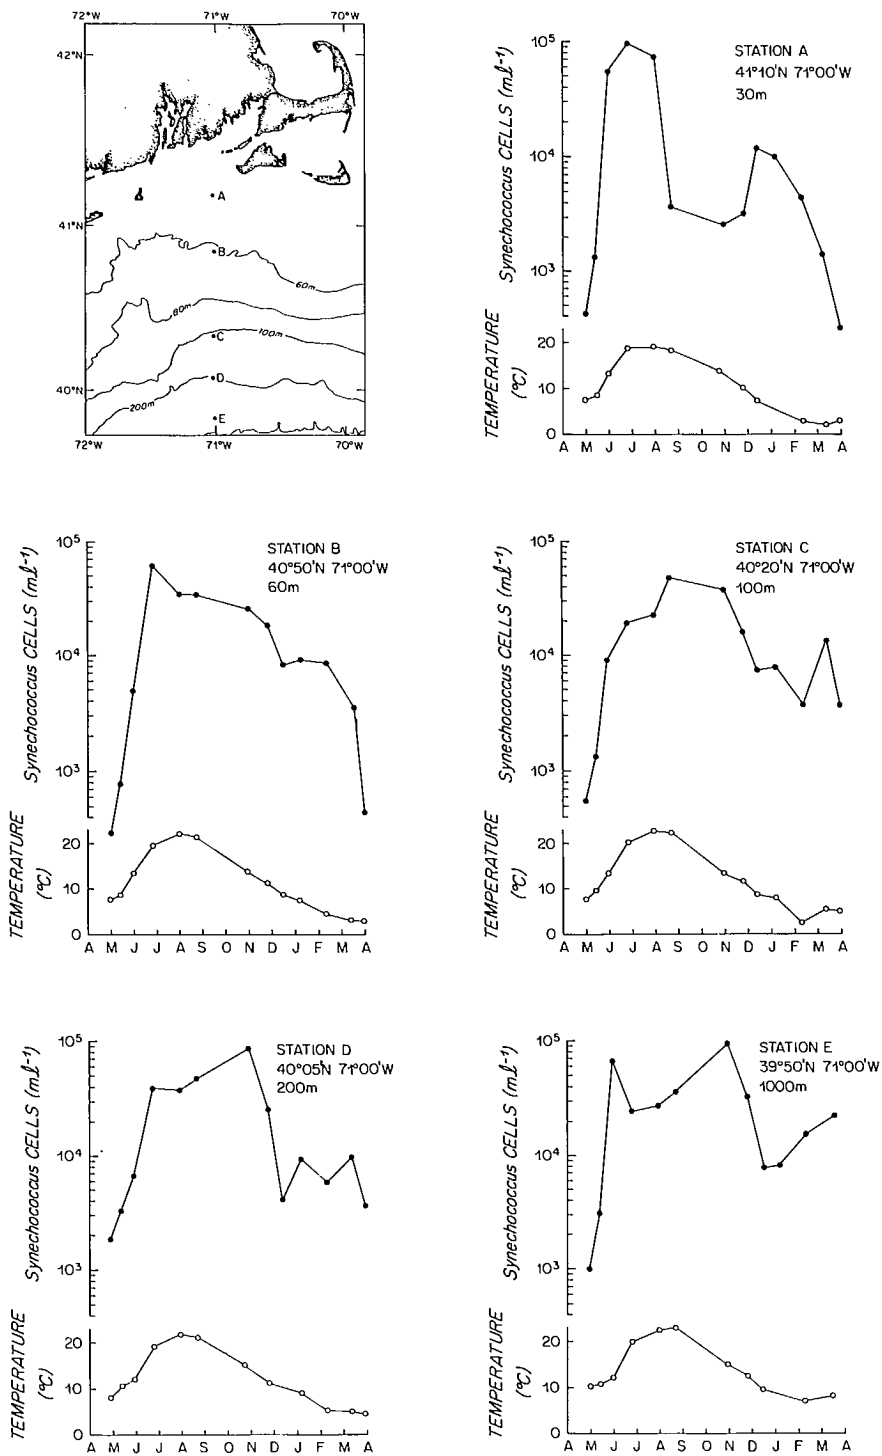 72°W
71°W
70°W
42°N
41°N
40°N
A
B
60m
80m
100m
C
D
200m
E
72°W
71°W
70°W
STATION A
41°10'N 71°00'W
30m
Synechococcus CELLS (ml⁻¹)
10⁵
10⁴
10³
TEMPERATURE
(°C)
20
10
0
A M J J A S O N D J F M A
STATION B
40°50'N 71°00'W
60m
Synechococcus CELLS (ml⁻¹)
10⁵
10⁴
10³
TEMPERATURE
(°C)
20
10
0
A M J J A S O N D J F M A
STATION C
40°20'N 71°00'W
100m
Synechococcus CELLS (ml⁻¹)
10⁵
10⁴
10³
TEMPERATURE
(°C)
20
10
0
A M J J A S O N D J F M A
STATION D
40°05'N 71°00'W
200m
Synechococcus CELLS (ml⁻¹)
10⁵
10⁴
10³
TEMPERATURE
(°C)
20
10
0
A M J J A S O N D J F M A
STATION E
39°50'N 71°00'W
1000m
Synechococcus CELLS (ml⁻¹)
10⁵
10⁴
10³
TEMPERATURE
(°C)
20
10
0
A M J J A S O N D J F M A